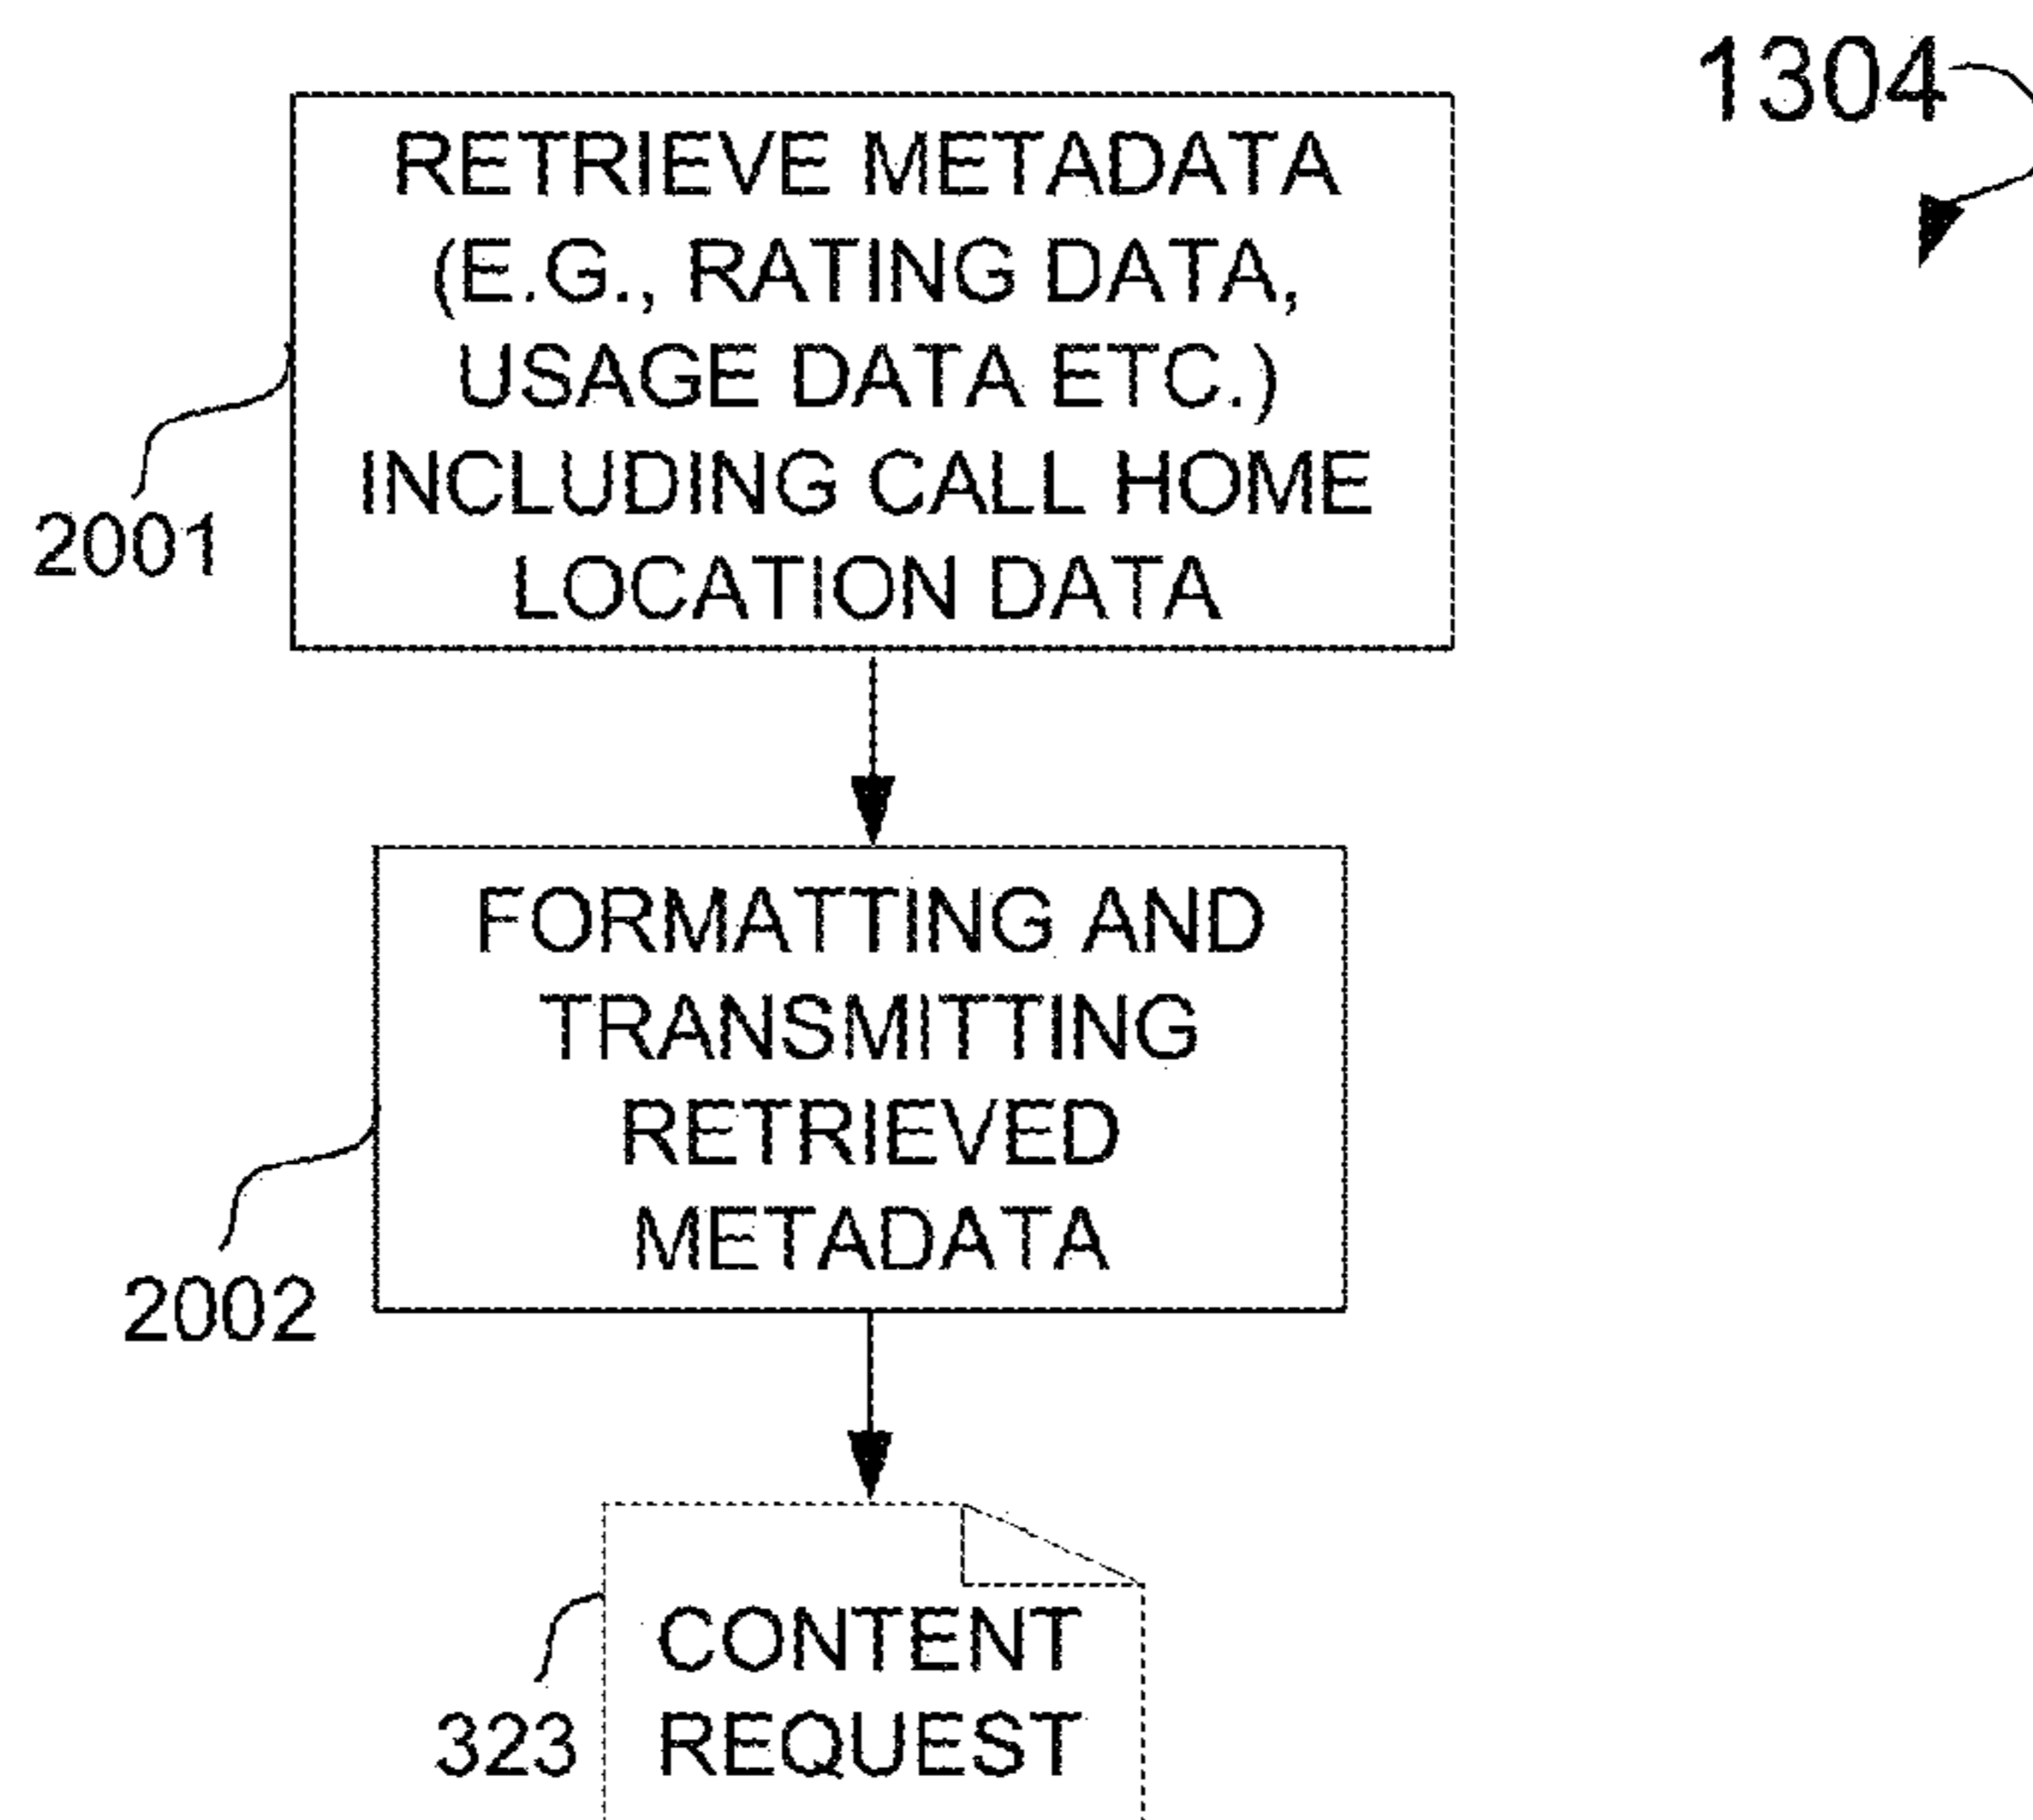 1304
RETRIEVE METADATA
(E.G., RATING DATA,
USAGE DATA ETC.)
INCLUDING CALL HOME
LOCATION DATA
2001
FORMATTING AND
TRANSMITTING
RETRIEVED
METADATA
2002
CONTENT
REQUEST
323